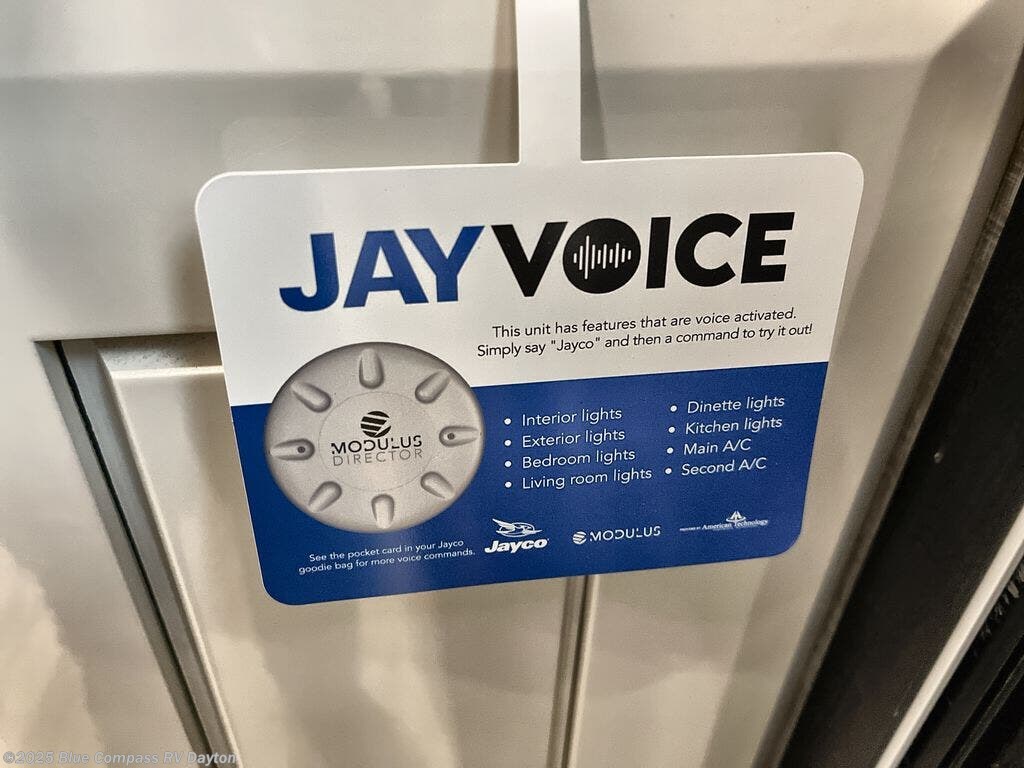 JAYVOICE
This unit has features that are voice activated.
Simply say "Jayco" and then a command to try it out!
MODULUS
DIRECTOR
• Interior lights
• Exterior lights
• Bedroom lights
• Living room lights
• Dinette lights
• Kitchen lights
• Main A/C
• Second A/C
See the pocket card in your Jayco
goodie bag for more voice commands.
Jayco
MODULUS
American Technology
©2025 Blue Compass RV Dayton